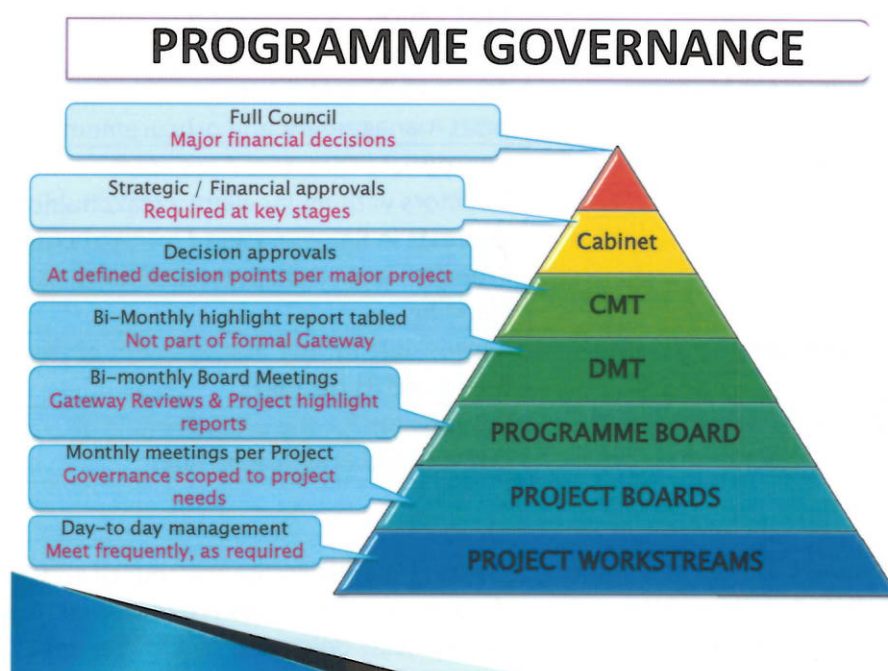 PROGRAMME GOVERNANCE
Full Council
Major financial decisions
Strategic / Financial approvals
Required at key stages
Cabinet
Decision approvals
At defined decision points per major project
CMT
Bi-Monthly highlight report tabled
Not part of formal Gateway
DMT
Bi-monthly Board Meetings
Gateway Reviews & Project highlight
reports
PROGRAMME BOARD
Monthly meetings per Project
Governance scoped to project
needs
PROJECT BOARDS
Day-to day management
Meet frequently, as required
PROJECT WORKSTREAMS